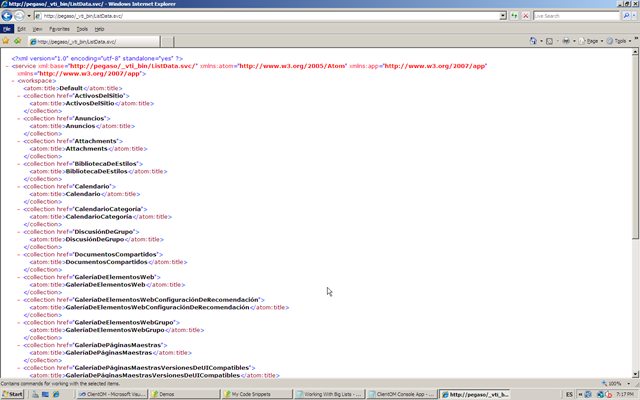 http://pegaso/_vti_bin/ListData.svc/ - Windows Internet Explorer
http://pegaso/_vti_bin/ListData.svc/
Live Search
File Edit View Favorites Tools Help
http://pegaso/_vti_bin/ListData.svc/
Page Tools
<?xml version="1.0" encoding="utf-8" standalone="yes" ?>
- <service xml:base="http://pegaso/_vti_bin/ListData.svc/" xmlns:atom="http://www.w3.org/2005/Atom" xmlns:app="http://www.w3.org/2007/app"
xmlns="http://www.w3.org/2007/app">
- <workspace>
<atom:title>Default</atom:title>
- <collection href="ActivosDelSitio">
<atom:title>ActivosDelSitio</atom:title>
</collection>
- <collection href="Anuncios">
<atom:title>Anuncios</atom:title>
</collection>
- <collection href="Attachments">
<atom:title>Attachments</atom:title>
</collection>
- <collection href="BibliotecaDeEstilos">
<atom:title>BibliotecaDeEstilos</atom:title>
</collection>
- <collection href="Calendario">
<atom:title>Calendario</atom:title>
</collection>
- <collection href="CalendarioCategoría">
<atom:title>CalendarioCategoría</atom:title>
</collection>
- <collection href="DiscusiónDeGrupo">
<atom:title>DiscusiónDeGrupo</atom:title>
</collection>
- <collection href="DocumentosCompartidos">
<atom:title>DocumentosCompartidos</atom:title>
</collection>
- <collection href="GaleríaDeElementosWeb">
<atom:title>GaleríaDeElementosWeb</atom:title>
</collection>
- <collection href="GaleríaDeElementosWebConfiguraciónDeRecomendación">
<atom:title>GaleríaDeElementosWebConfiguraciónDeRecomendación</atom:title>
</collection>
- <collection href="GaleríaDeElementosWebGrupo">
<atom:title>GaleríaDeElementosWebGrupo</atom:title>
</collection>
- <collection href="GaleríaDePáginasMaestras">
<atom:title>GaleríaDePáginasMaestras</atom:title>
</collection>
- <collection href="GaleríaDePáginasMaestrasVersionesDeUICompatibles">
<atom:title>GaleríaDePáginasMaestrasVersionesDeUICompatibles</atom:title>
</collection>
Contains commands for working with the selected items.
100%
Start ClientOM - Microsoft Visu... Demos My Code Snippets Working With Big Lists - ... ClientOM Console App - ... http://pegaso/_vti_b... ES 7:17 PM